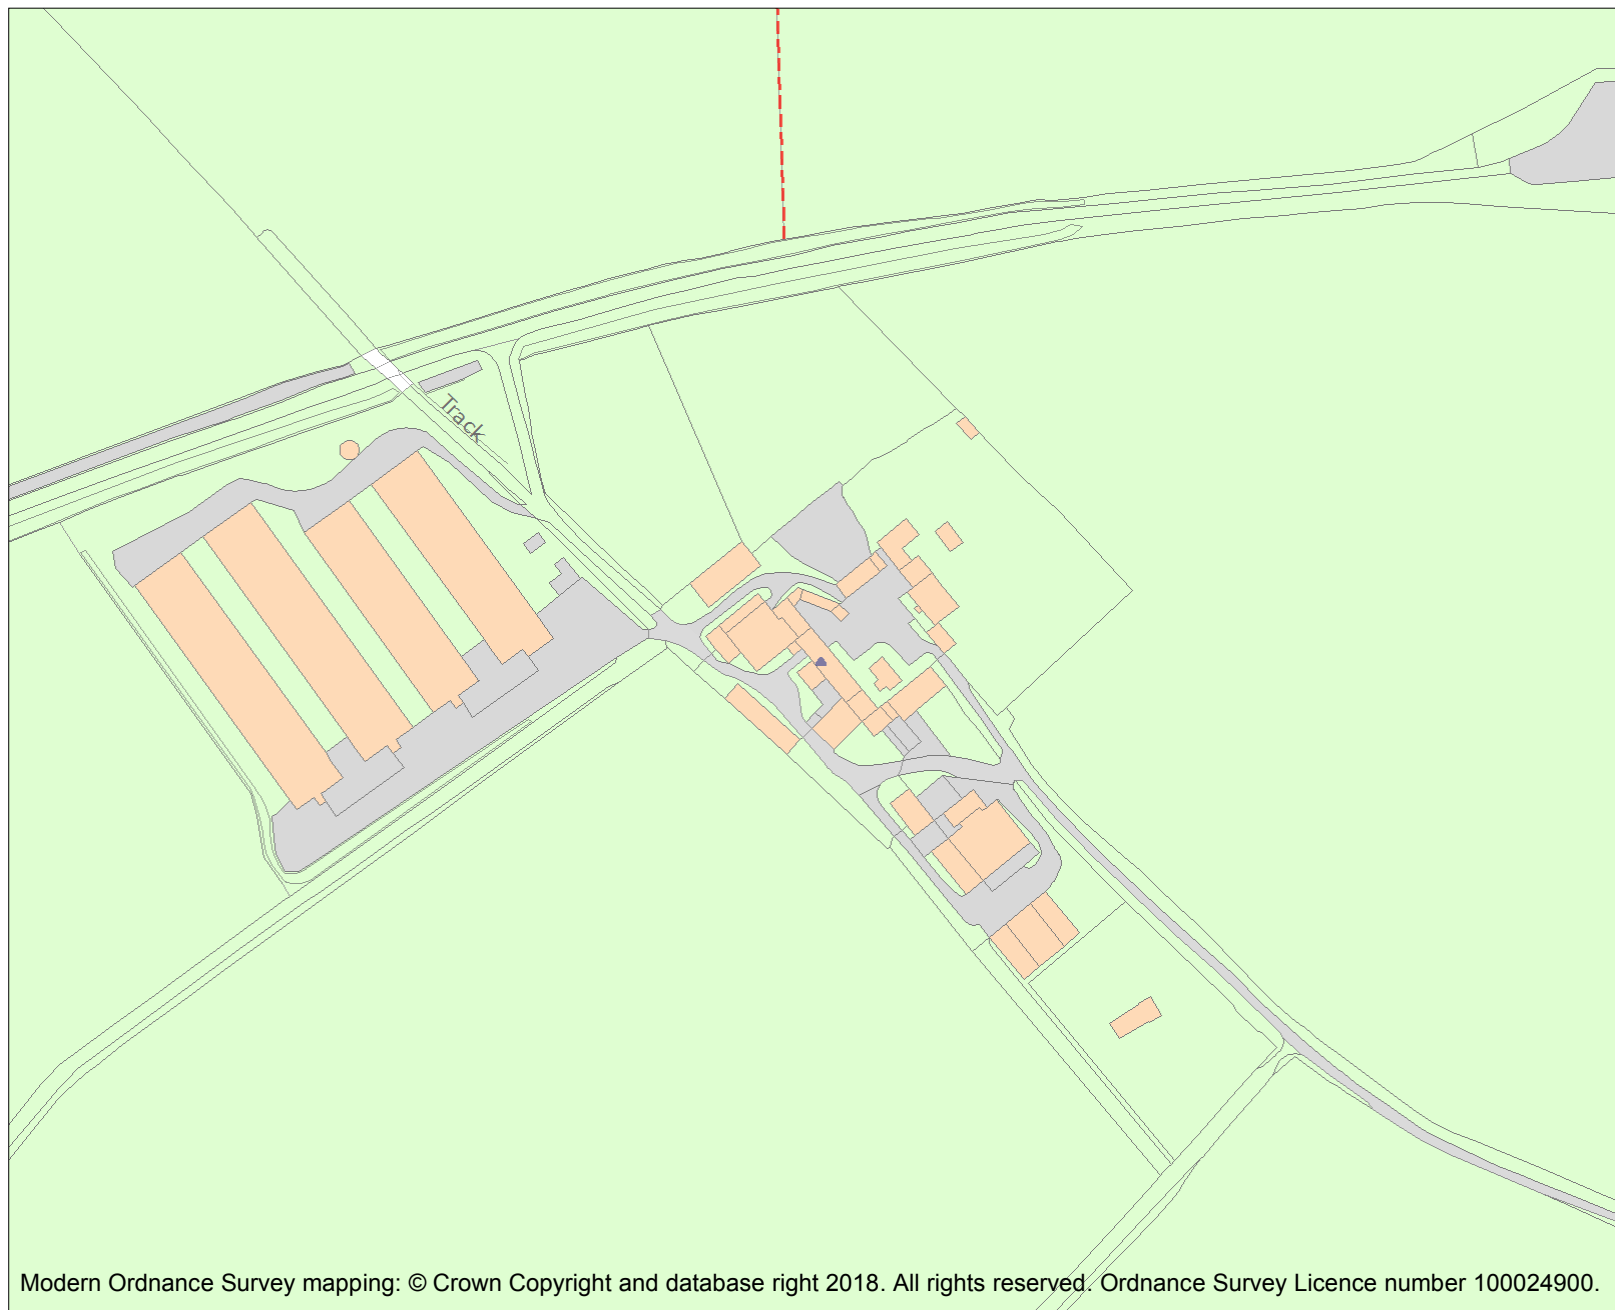 Track
Modern Ordnance Survey mapping: © Crown Copyright and database right 2018. All rights reserved. Ordnance Survey Licence number 100024900.